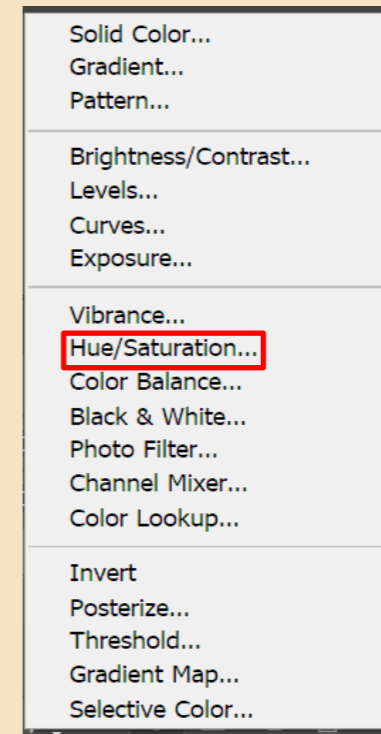 Solid Color...
Gradient...
Pattern...
Brightness/Contrast...
Levels...
Curves...
Exposure...
Vibrance...
Hue/Saturation...
Color Balance...
Black & White...
Photo Filter...
Channel Mixer...
Color Lookup...
Invert
Posterize...
Threshold...
Gradient Map...
Selective Color...